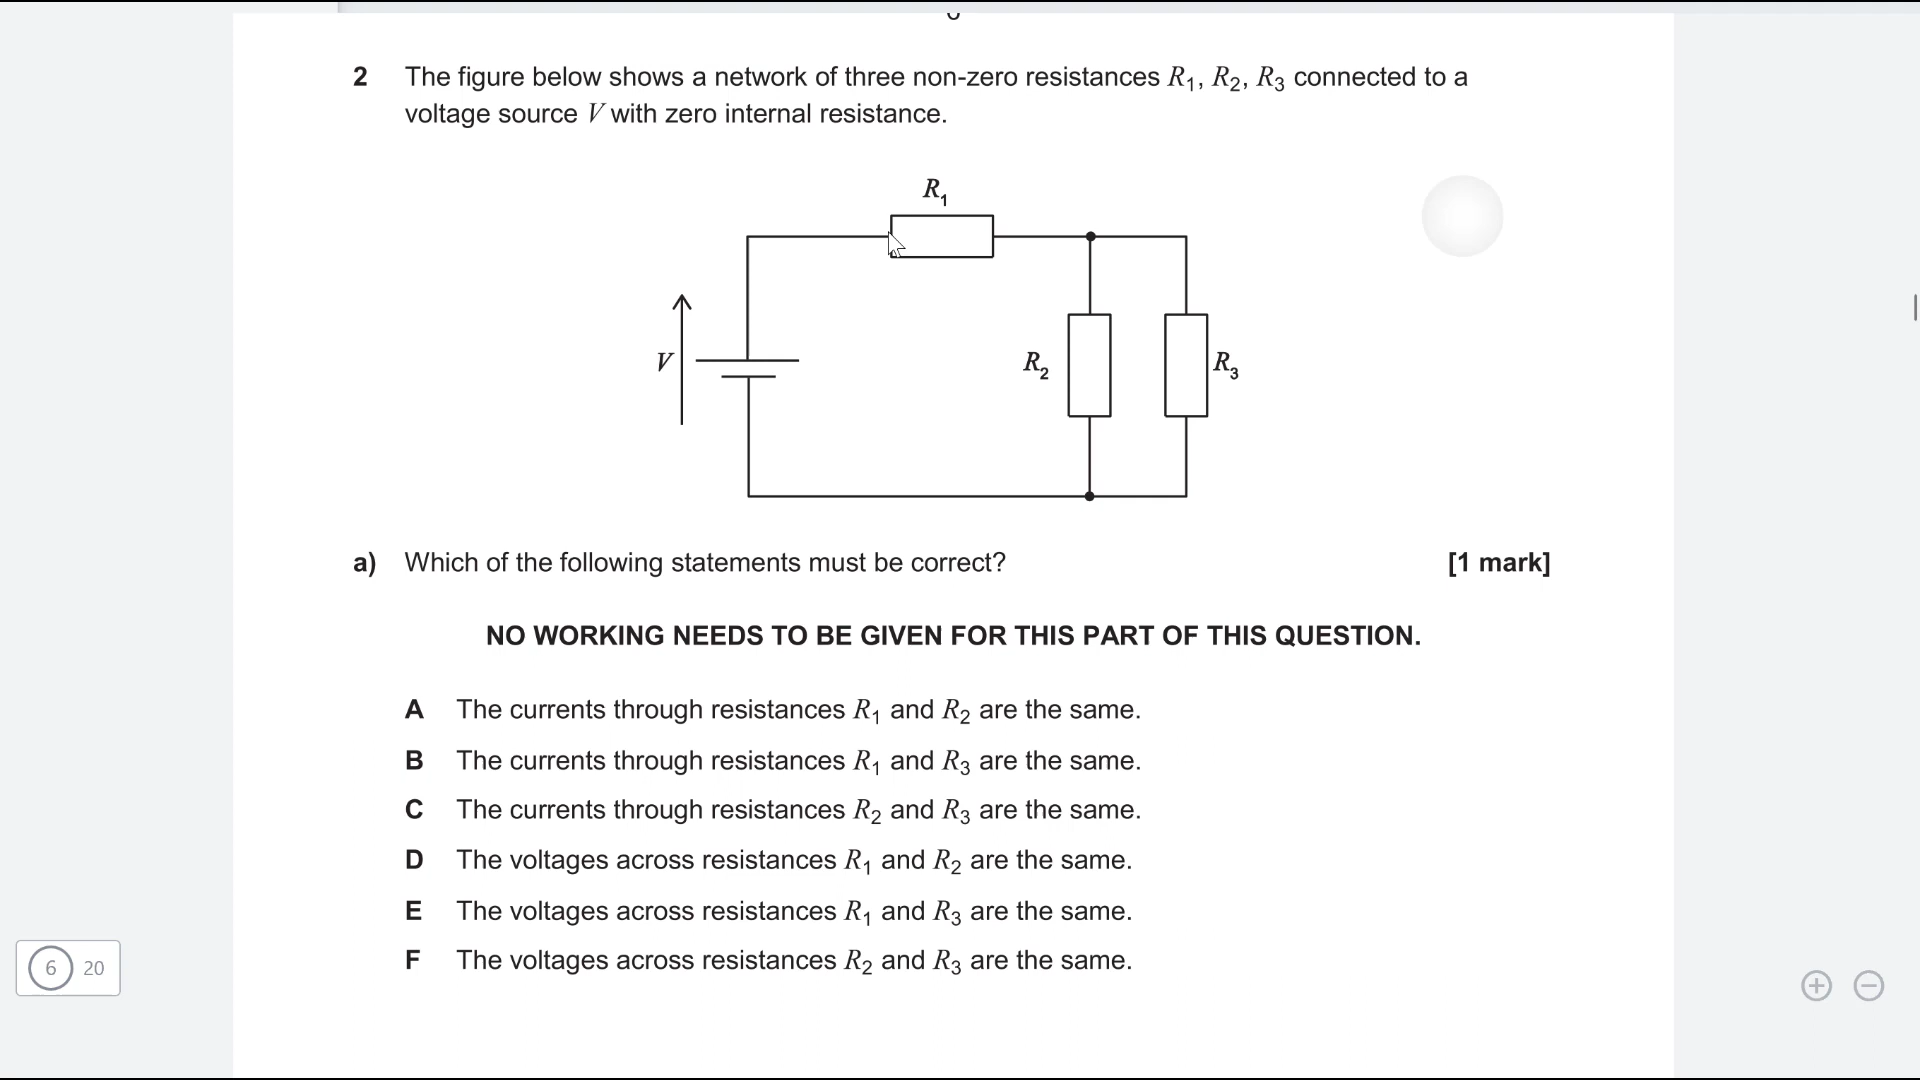 2 The figure below shows a network of three non-zero resistances R₁, R₂, R₃ connected to a
voltage source V with zero internal resistance.
R₁
V
R₂
R₃
a) Which of the following statements must be correct? [1 mark]
NO WORKING NEEDS TO BE GIVEN FOR THIS PART OF THIS QUESTION.
A The currents through resistances R₁ and R₂ are the same.
B The currents through resistances R₁ and R₃ are the same.
C The currents through resistances R₂ and R₃ are the same.
D The voltages across resistances R₁ and R₂ are the same.
E The voltages across resistances R₁ and R₃ are the same.
F The voltages across resistances R₂ and R₃ are the same.
6 20